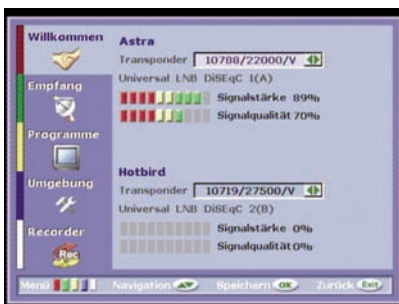 Willkommen
Empfang
Programme
Umgebung
Recorder
Rec
Astra
Transponder 10788/22000/V
Universal LNB DiSEqC 1(A)
Signalstärke 89%
Signalqualität 70%
Hotbird
Transponder 10719/27500/V
Universal LNB DiSEqC 2(B)
Signalstärke 0%
Signalqualität 0%
Menü Navigation Speichern OK Zurück Exit